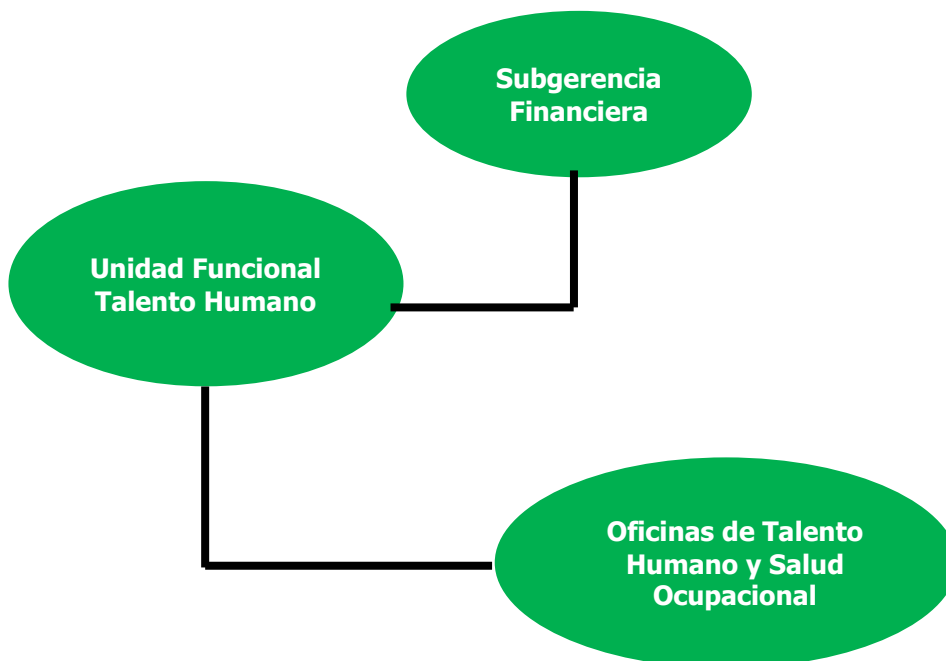 Subgerencia
Financiera
Unidad Funcional
Talento Humano
Oficinas de Talento
Humano y Salud
Ocupacional